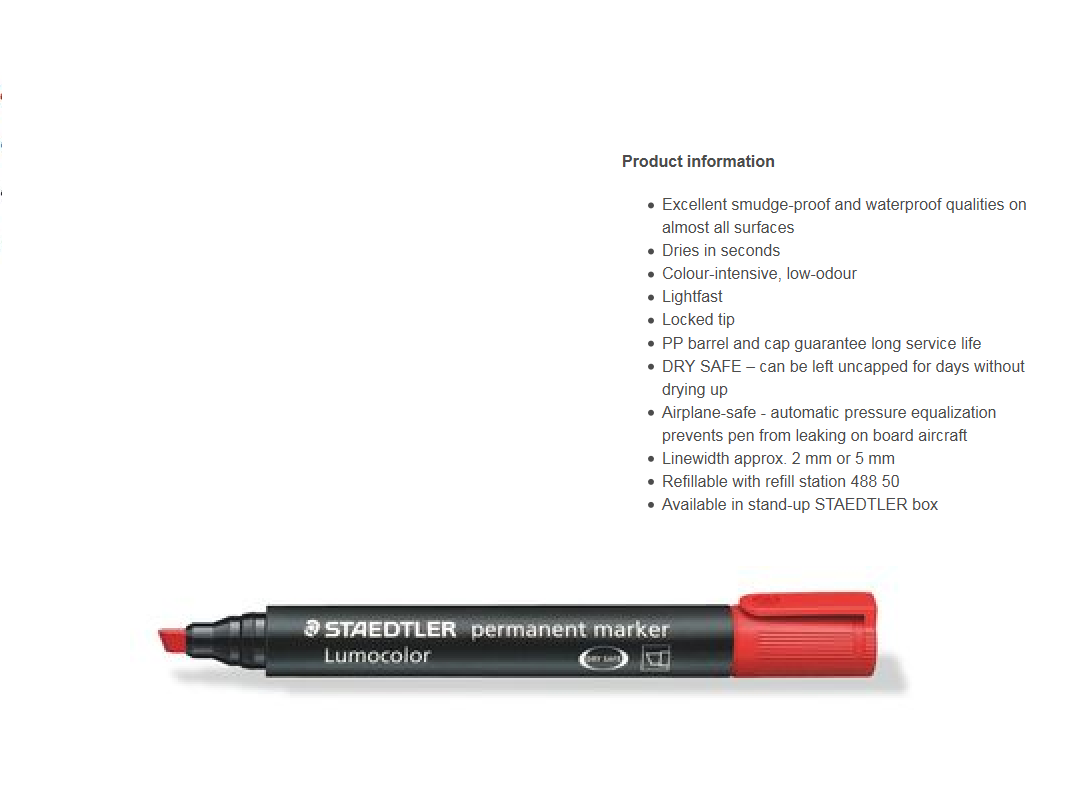 Product information
Excellent smudge-proof and waterproof qualities on
almost all surfaces
Dries in seconds
Colour-intensive, low-odour
Lightfast
Locked tip
PP barrel and cap guarantee long service life
DRY SAFE – can be left uncapped for days without
drying up
Airplane-safe - automatic pressure equalization
prevents pen from leaking on board aircraft
Linewidth approx. 2 mm or 5 mm
Refillable with refill station 488 50
Available in stand-up STAEDTLER box
STAEDTLER permanent marker
Lumocolor
DRY SAFE